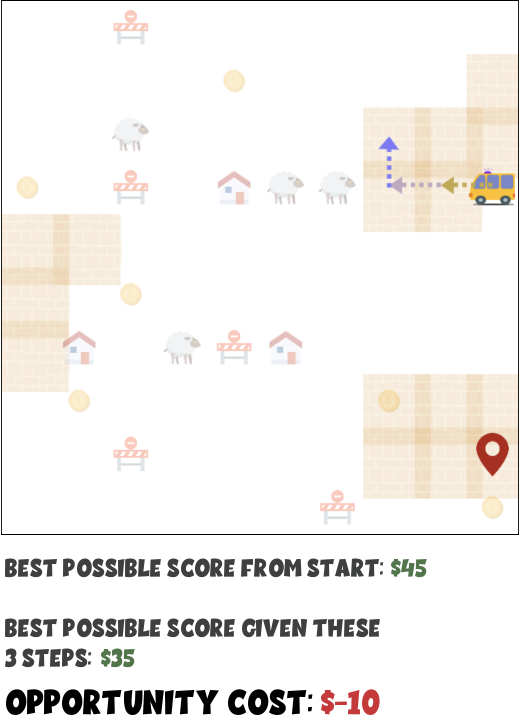 BEST POSSIBLE SCORE FROM START: $45
BEST POSSIBLE SCORE GIVEN THESE
3 STEPS: $35
OPPORTUNITY COST: $-10